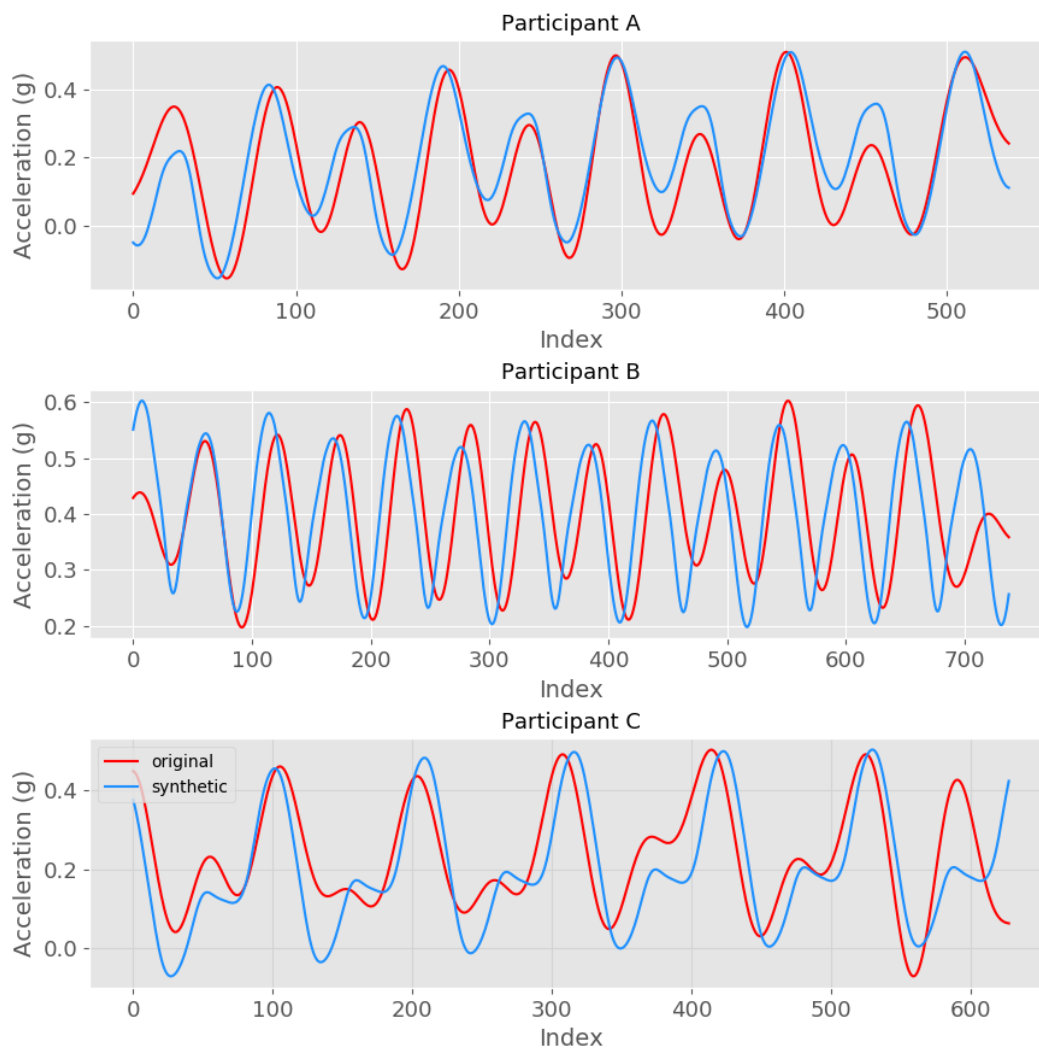 Participant A
Acceleration (g)
0.4
0.2
0.0
0 100 200 300 400 500
Index
Participant B
Acceleration (g)
0.6
0.5
0.4
0.3
0.2
0 100 200 300 400 500 600 700
Index
Participant C
original
synthetic
Acceleration (g)
0.4
0.2
0.0
0 100 200 300 400 500 600
Index